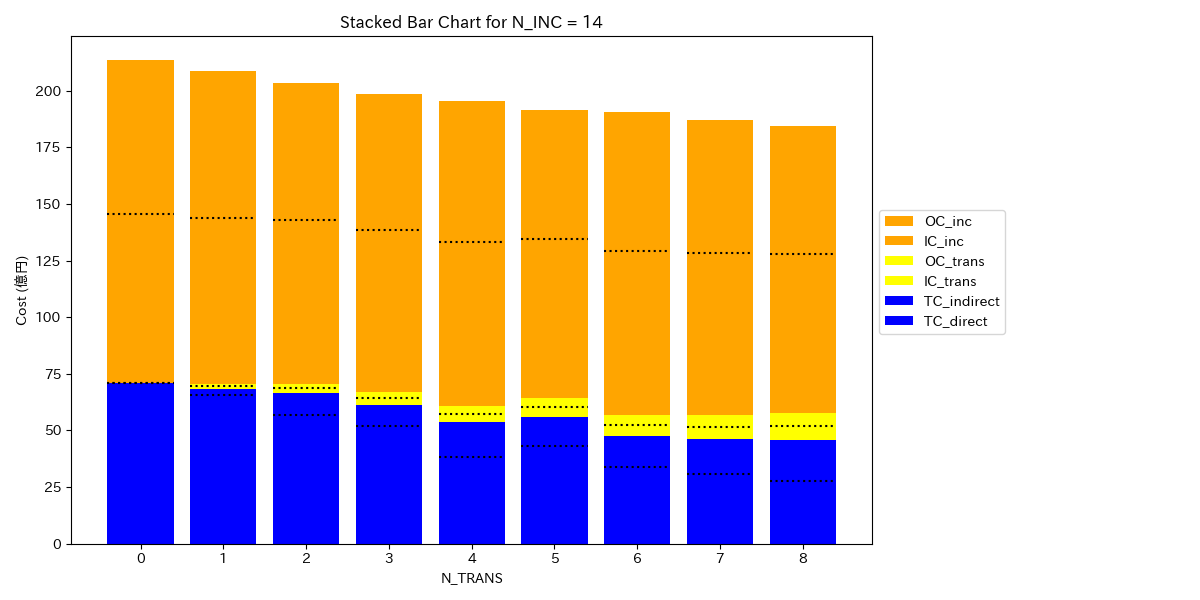 Stacked Bar Chart for N_INC = 14
Cost (億円)
200
175
150
125
100
75
50
25
0
0 1 2 3 4 5 6 7 8
N_TRANS
OC_inc
IC_inc
OC_trans
IC_trans
TC_indirect
TC_direct